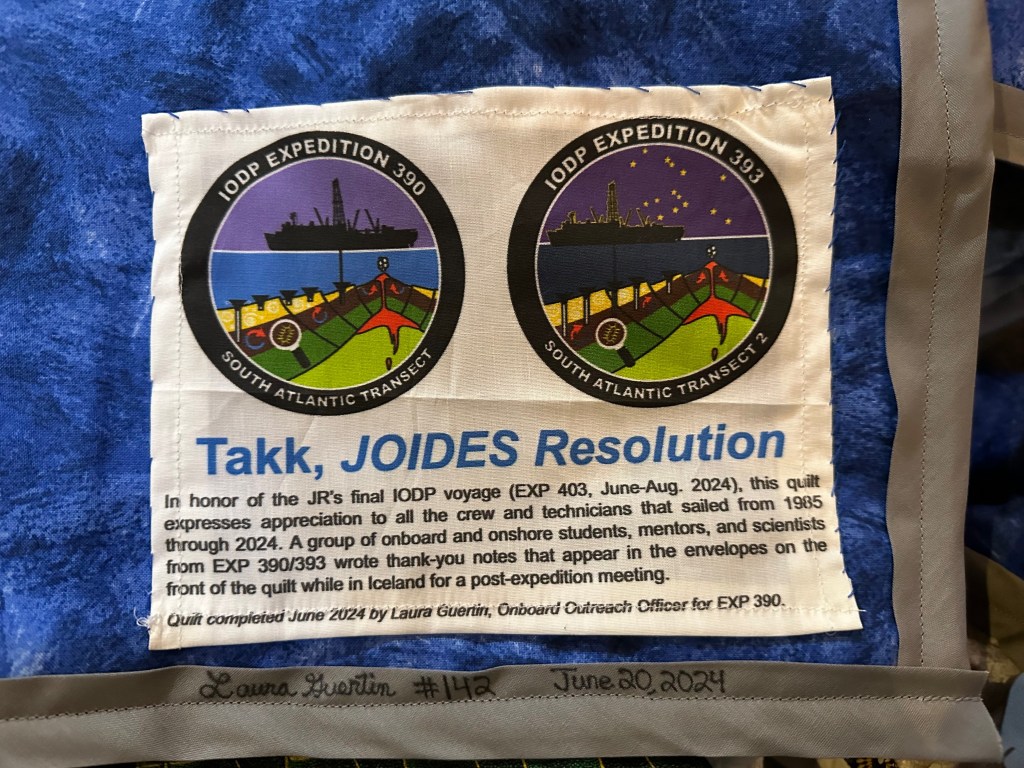 IODP EXPEDITION 390
SOUTH ATLANTIC TRANSECT
IODP EXPEDITION 393
SOUTH ATLANTIC TRANSECT 2
Takk, JOIDES Resolution
In honor of the JR's final IODP voyage (EXP 403, June-Aug. 2024), this quilt
expresses appreciation to all the crew and technicians that sailed from 1985
through 2024. A group of onboard and onshore students, mentors, and scientists
from EXP 390/393 wrote thank-you notes that appear in the envelopes on the
front of the quilt while in Iceland for a post-expedition meeting.
Quilt completed June 2024 by Laura Guertin, Onboard Outreach Officer for EXP 390.
Laura Guertin #142 June 20, 2024